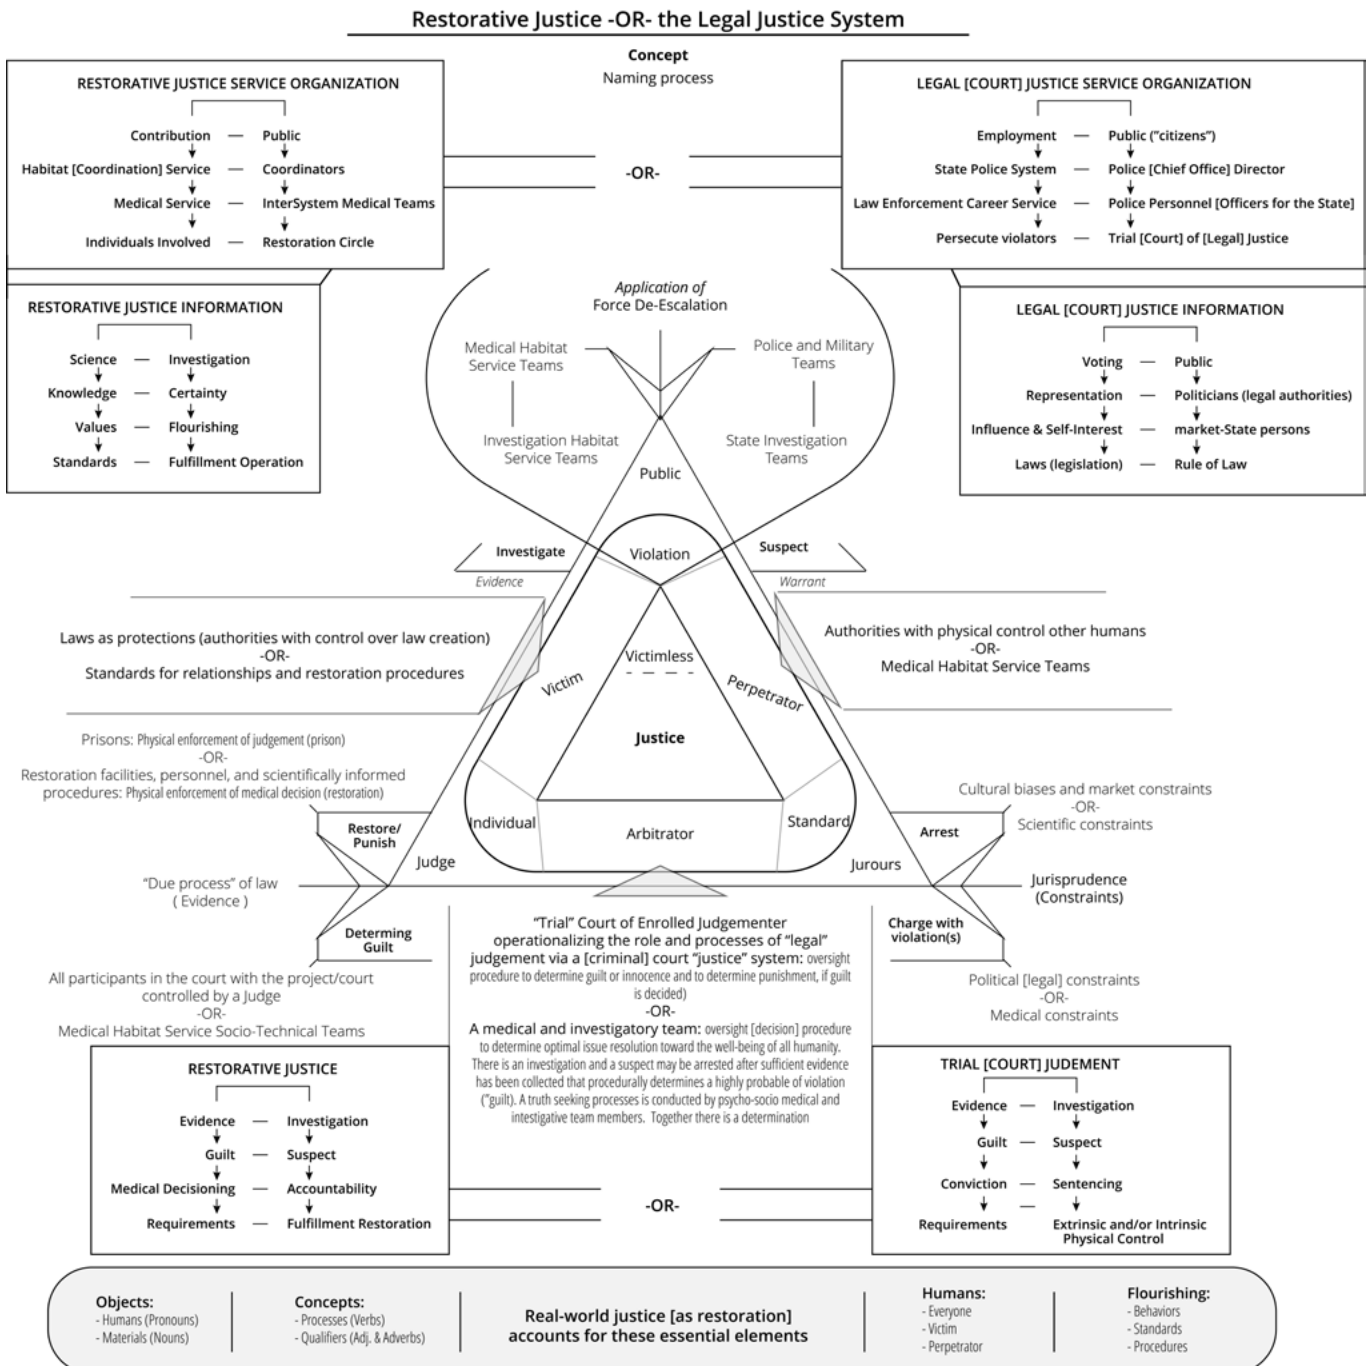 Restorative Justice -OR- the Legal Justice System
Concept
Naming process
RESTORATIVE JUSTICE SERVICE ORGANIZATION
Contribution — Public
Habitat [Coordination] Service — Coordinators
Medical Service — InterSystem Medical Teams
Individuals Involved — Restoration Circle
-OR-
LEGAL [COURT] JUSTICE SERVICE ORGANIZATION
Employment — Public ("citizens")
State Police System — Police [Chief Office] Director
Law Enforcement Career Service — Police Personnel [Officers for the State]
Persecute violators — Trial [Court] of [Legal] Justice
RESTORATIVE JUSTICE INFORMATION
Science — Investigation
Knowledge — Certainty
Values — Flourishing
Standards — Fulfillment Operation
Application of
Force De-Escalation
Medical Habitat
Service Teams
Police and Military
Teams
Investigation Habitat
Service Teams
State Investigation
Teams
LEGAL [COURT] JUSTICE INFORMATION
Voting — Public
Representation — Politicians (legal authorities)
Influence & Self-Interest — market-State persons
Laws (legislation) — Rule of Law
Public
Investigate
Evidence
Violation
Suspect
Warrant
Laws as protections (authorities with control over law creation)
-OR-
Standards for relationships and restoration procedures
Authorities with physical control other humans
-OR-
Medical Habitat Service Teams
Victim
Victimless
Perpetrator
Justice
Prisons: Physical enforcement of judgement (prison)
-OR-
Restoration facilities, personnel, and scientifically informed
procedures: Physical enforcement of medical decision (restoration)
Cultural biases and market constraints
-OR-
Scientific constraints
Restore/
Punish
Individual
Arbitrator
Standard
Arrest
Judge
Jurours
"Due process" of law
( Evidence )
Jurisprudence
(Constraints)
Determing
Guilt
Charge with
violation(s)
All participants in the court with the project/court
controlled by a Judge
-OR-
Medical Habitat Service Socio-Technical Teams
Political [legal] constraints
-OR-
Medical constraints
"Trial" Court of Enrolled Judgementer
operationalizing the role and processes of "legal"
judgement via a [criminal] court "justice" system: oversight
procedure to determine guilt or innocence and to determine punishment, if guilt
is decided)
-OR-
A medical and investigatory team: oversight [decision] procedure
to determine optimal issue resolution toward the well-being of all humanity.
There is an investigation and a suspect may be arrested after sufficient evidence
has been collected that procedurally determines a highly probable of violation
("guilt). A truth seeking processes is conducted by psycho-socio medical and
intestigative team members. Together there is a determination
RESTORATIVE JUSTICE
Evidence — Investigation
Guilt — Suspect
Medical Decisioning — Accountability
Requirements — Fulfillment Restoration
-OR-
TRIAL [COURT] JUDEMENT
Evidence — Investigation
Guilt — Suspect
Conviction — Sentencing
Requirements — Extrinsic and/or Intrinsic
Physical Control
Objects:
- Humans (Pronouns)
- Materials (Nouns)
Concepts:
- Processes (Verbs)
- Qualifiers (Adj. & Adverbs)
Real-world justice [as restoration]
accounts for these essential elements
Humans:
- Everyone
- Victim
- Perpetrator
Flourishing:
- Behaviors
- Standards
- Procedures